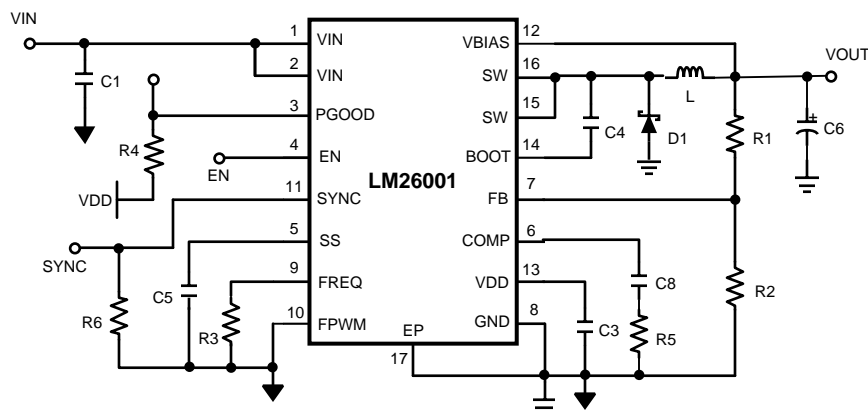 VIN
1
VIN
2
VIN
C1
3
PGOOD
R4
4
EN
EN
VDD
11
SYNC
SYNC
5
SS
C5
9
FREQ
R6
R3
10
FPWM
LM26001
EP
17
VBIAS
12
SW
16
SW
15
BOOT
14
FB
7
COMP
6
VDD
13
GND
8
VOUT
L
C4
D1
R1
+
C6
C8
R2
C3
R5